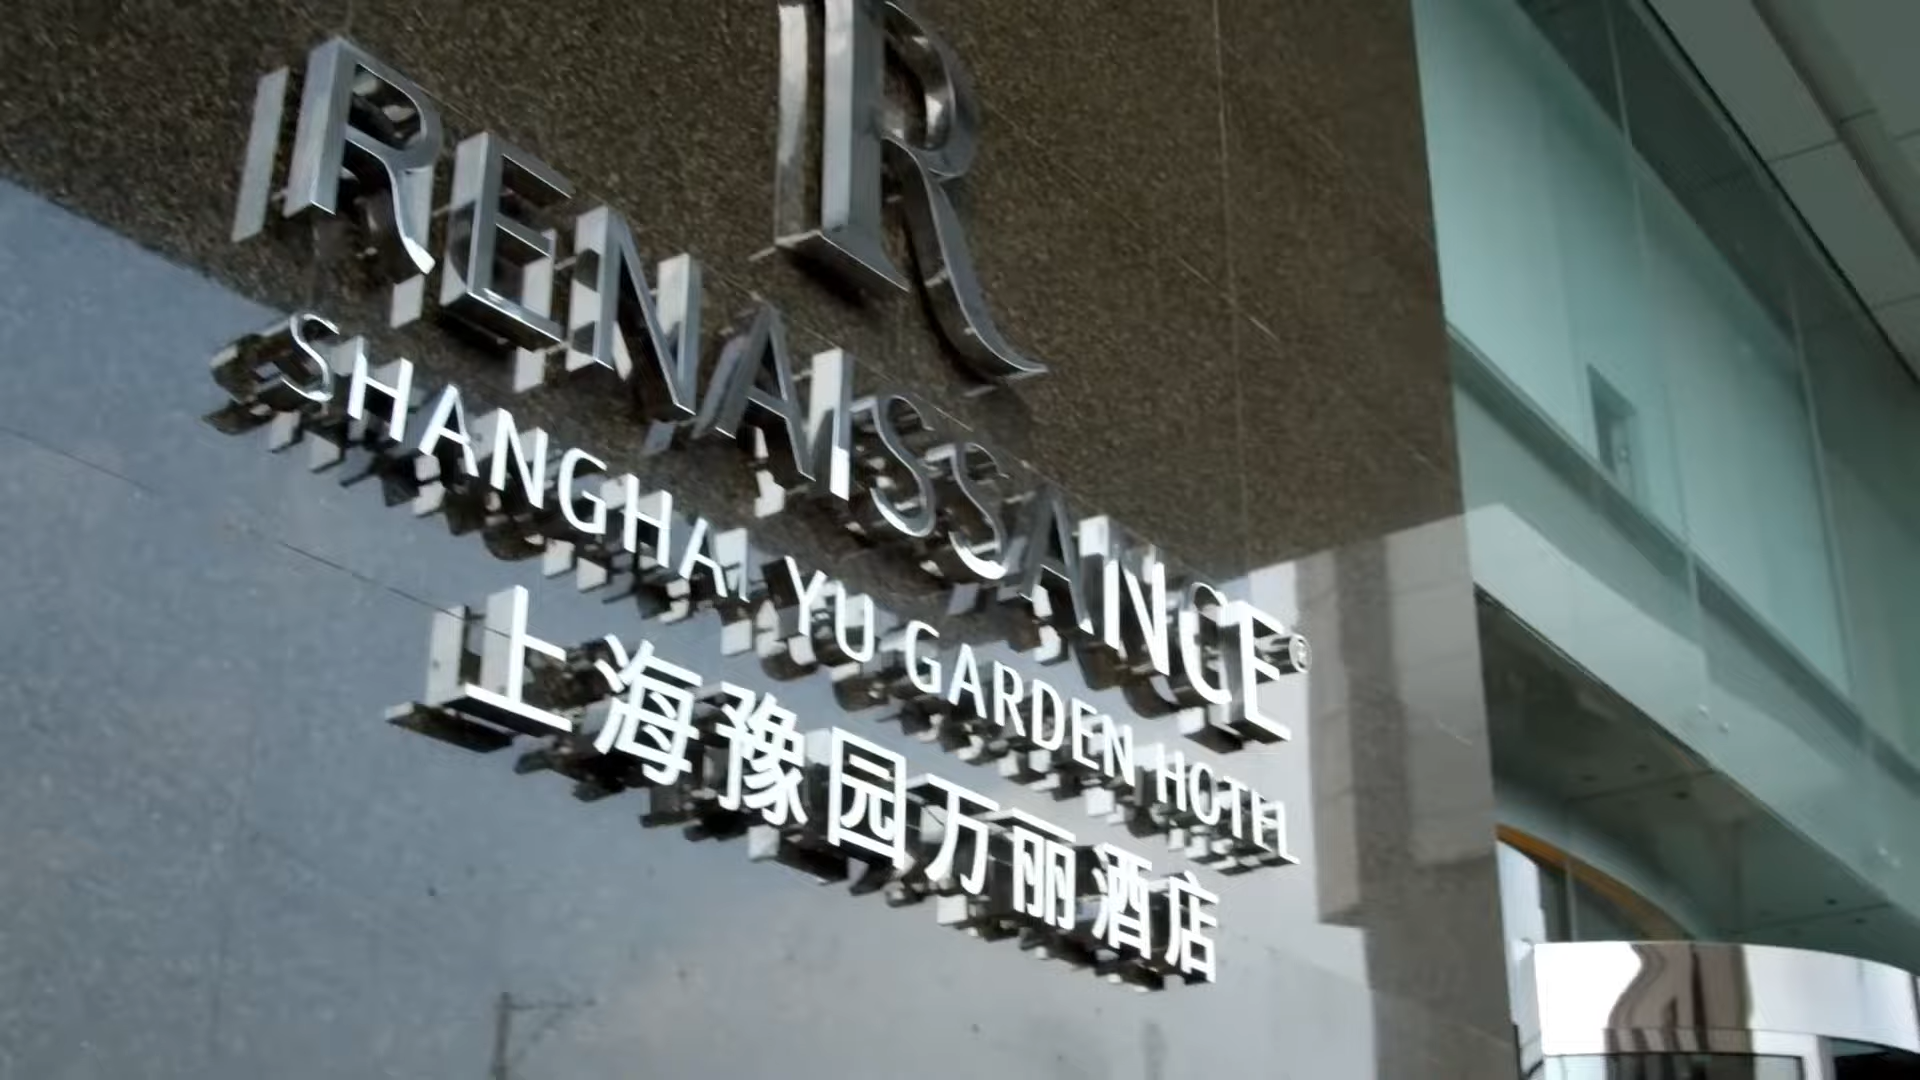 R
RENAISSANCE®
SHANGHAI YU GARDEN HOTEL
上海豫园万丽酒店